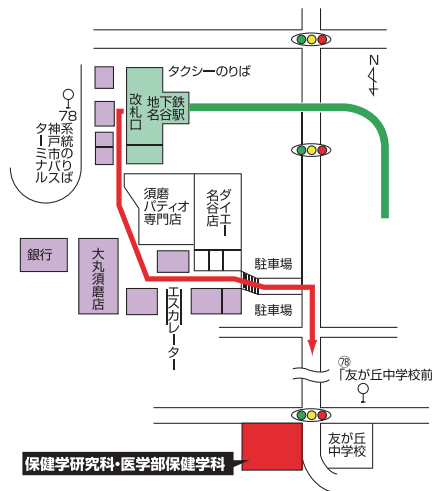 N
タクシーのりば
地下鉄
名谷駅
改札口
78系統のりば
神戸市バス
ターミナル
須磨
パティオ
専門店
ダイエー
名谷店
銀行
大丸須磨店
駐車場
エスカレーター
駐車場
78
「友が丘中学校前
友が丘
中学校
保健学研究科・医学部保健学科